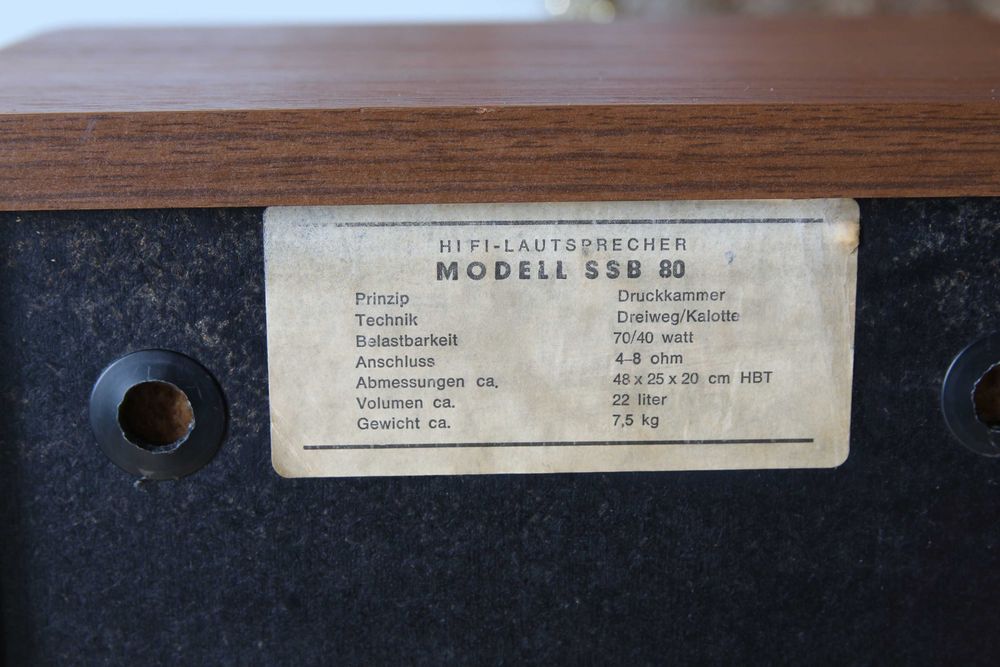 HIFI-LAUTSPRECHER
MODELL SSB 80
Prinzip Druckkammer
Technik Dreiweg/Kalotte
Belastbarkeit 70/40 watt
Anschluss 4-8 ohm
Abmessungen ca. 48 x 25 x 20 cm HBT
Volumen ca. 22 liter
Gewicht ca. 7,5 kg